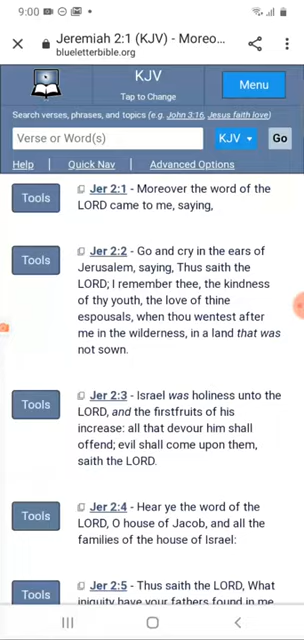 9:00
Jeremiah 2:1 (KJV) - Moreo...
blueletterbible.org
KJV
Tap to Change
Menu
Search verses, phrases, and topics (e.g. John 3:16, Jesus faith love)
Verse or Word(s)
KJV
Go
Help | Quick Nav | Advanced Options
Tools
Jer 2:1 - Moreover the word of the
LORD came to me, saying,
Tools
Jer 2:2 - Go and cry in the ears of
Jerusalem, saying, Thus saith the
LORD; I remember thee, the kindness
of thy youth, the love of thine
espousals, when thou wentest after
me in the wilderness, in a land that was
not sown.
Tools
Jer 2:3 - Israel was holiness unto the
LORD, and the firstfruits of his
increase: all that devour him shall
offend; evil shall come upon them,
saith the LORD.
Tools
Jer 2:4 - Hear ye the word of the
LORD, O house of Jacob, and all the
families of the house of Israel:
Tools
Jer 2:5 - Thus saith the LORD, What
iniquity have your fathers found in me